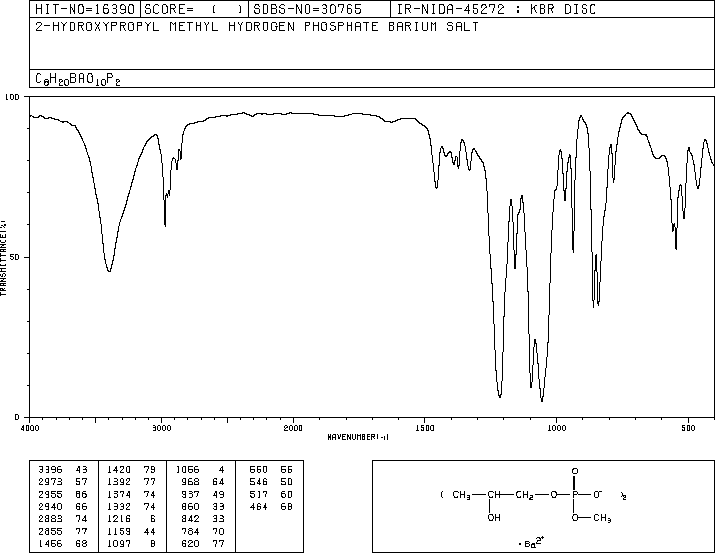 HIT-NO=16390 SCORE= ( ) SDBS-NO=30765 IR-NIDA-45272 : KBR DISC
2-HYDROXYPROPYL METHYL HYDROGEN PHOSPHATE BARIUM SALT
C8H20BAO10P2
100
50
0
TRANSMITTANCE(%)
4000 3000 2000 1500 1000 500
WAVENUMBER(-1)
3396 43 1420 79 1056 4 560 55
2973 57 1392 77 968 64 546 50
2955 86 1374 74 937 49 517 60
2940 66 1332 74 860 33 464 68
2883 74 1216 6 842 33
2855 77 1159 44 784 70
1456 68 1097 8 620 77
O
( CH3—CH—CH2—O—P—O- )2
OH O—CH3
• Ba2+